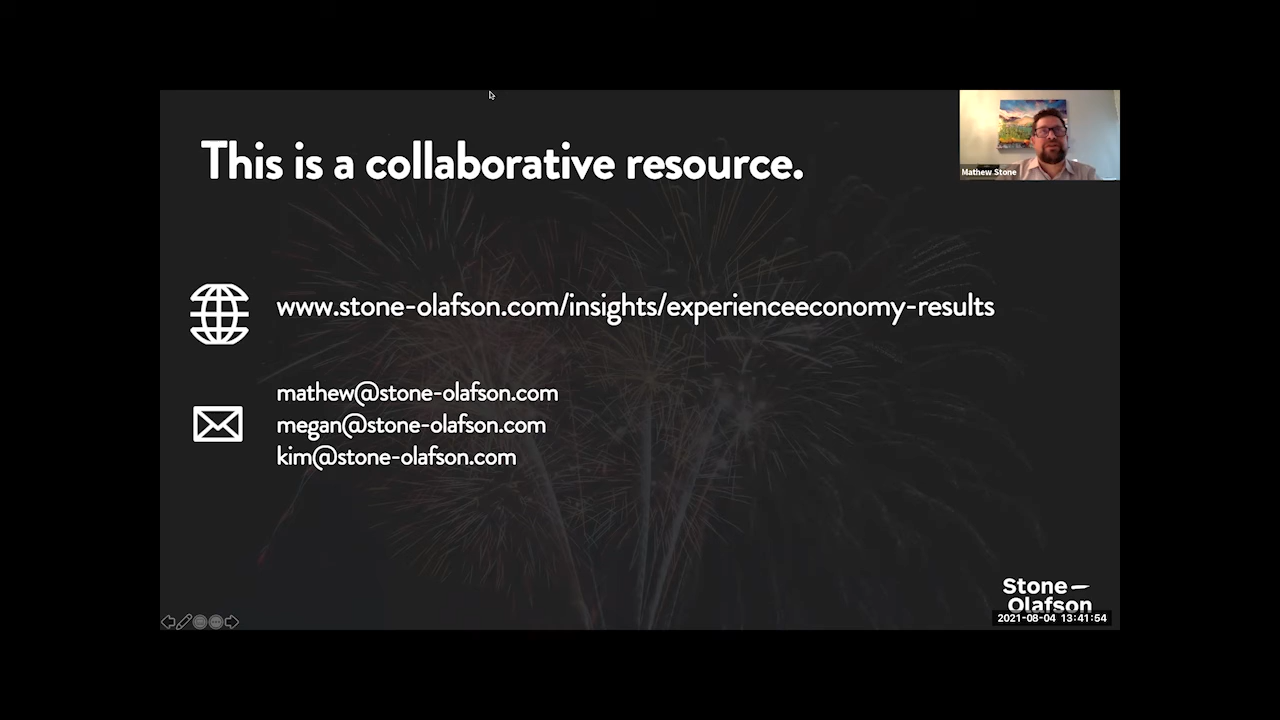 This is a collaborative resource.
Mathew Stone
www.stone-olafson.com/insights/experienceeconomy-results
mathew@stone-olafson.com
megan@stone-olafson.com
kim@stone-olafson.com
Stone—
Olafson
2021-08-04 13:41:54